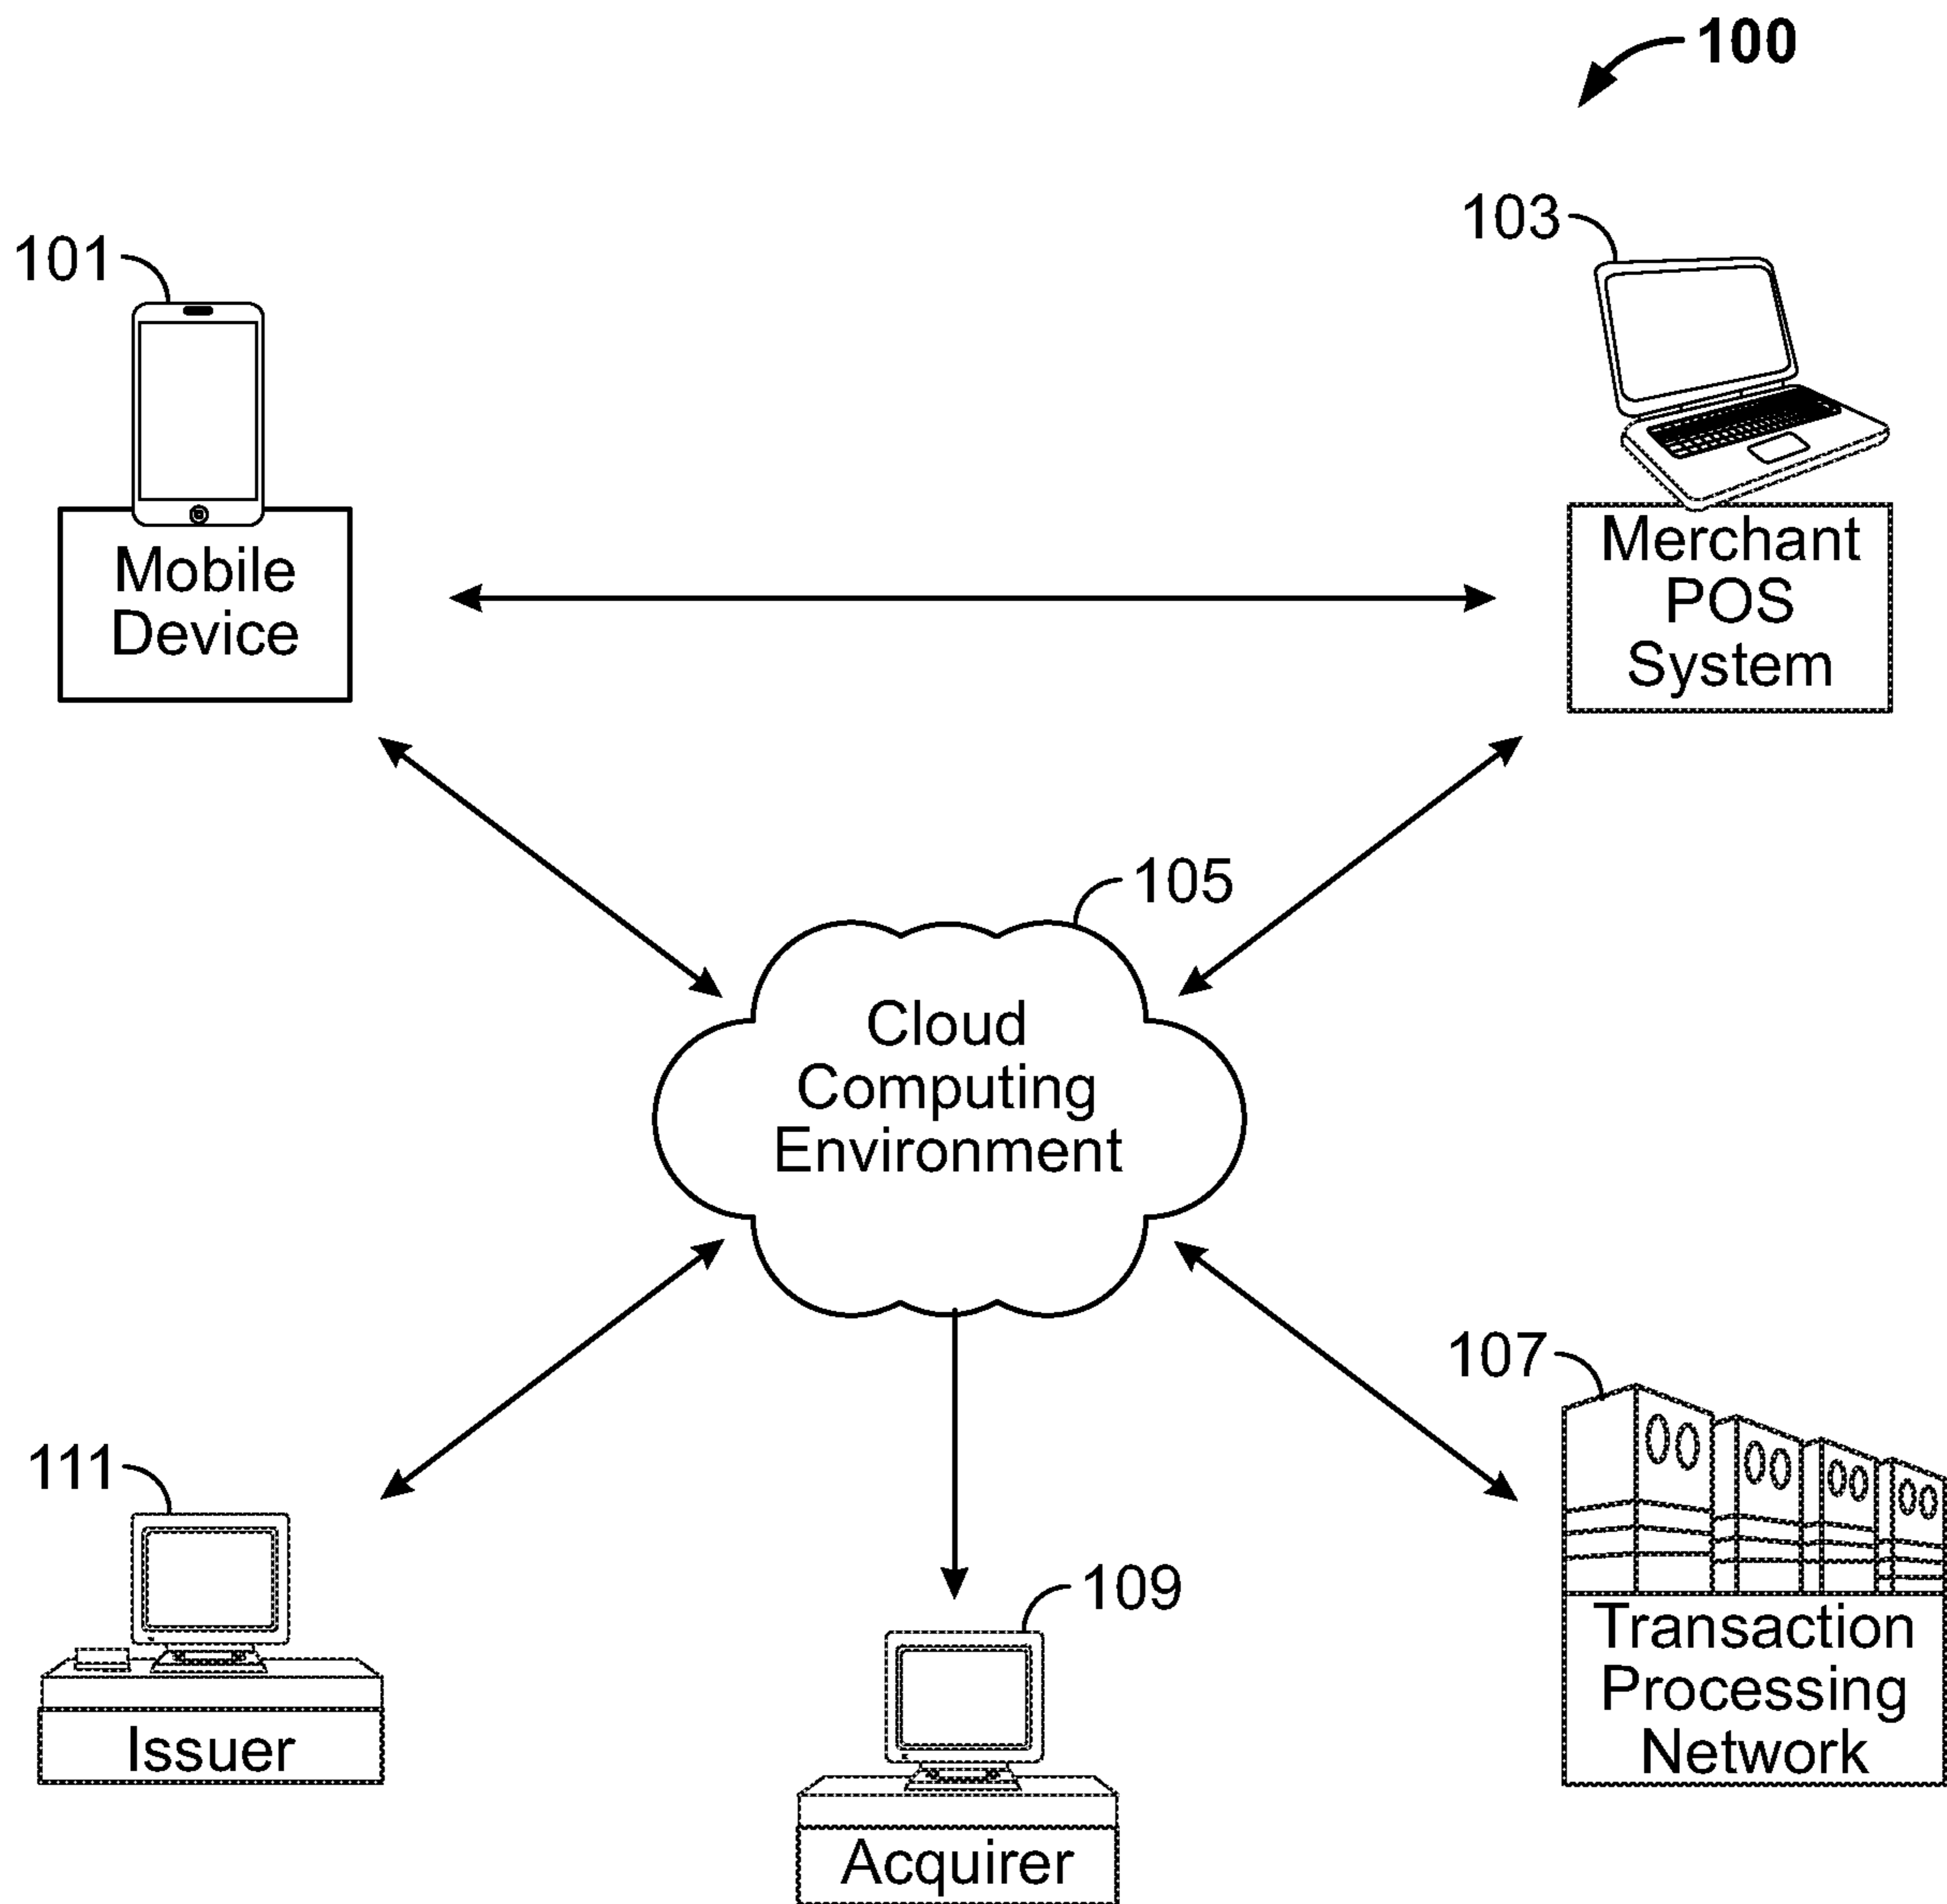 100
101
103
Mobile
Device
Merchant
POS
System
105
Cloud
Computing
Environment
107
111
109
Transaction
Processing
Network
Issuer
Acquirer